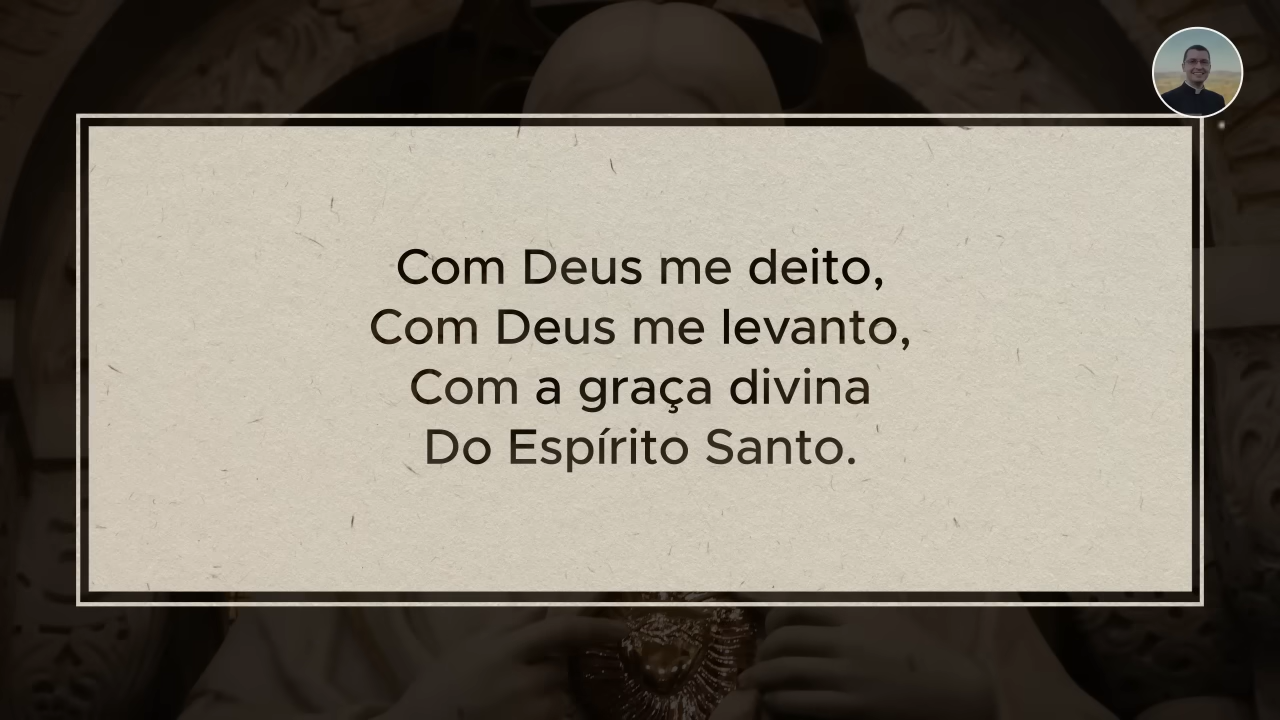 Com Deus me deito,
Com Deus me levanto,
Com a graça divina
Do Espírito Santo.